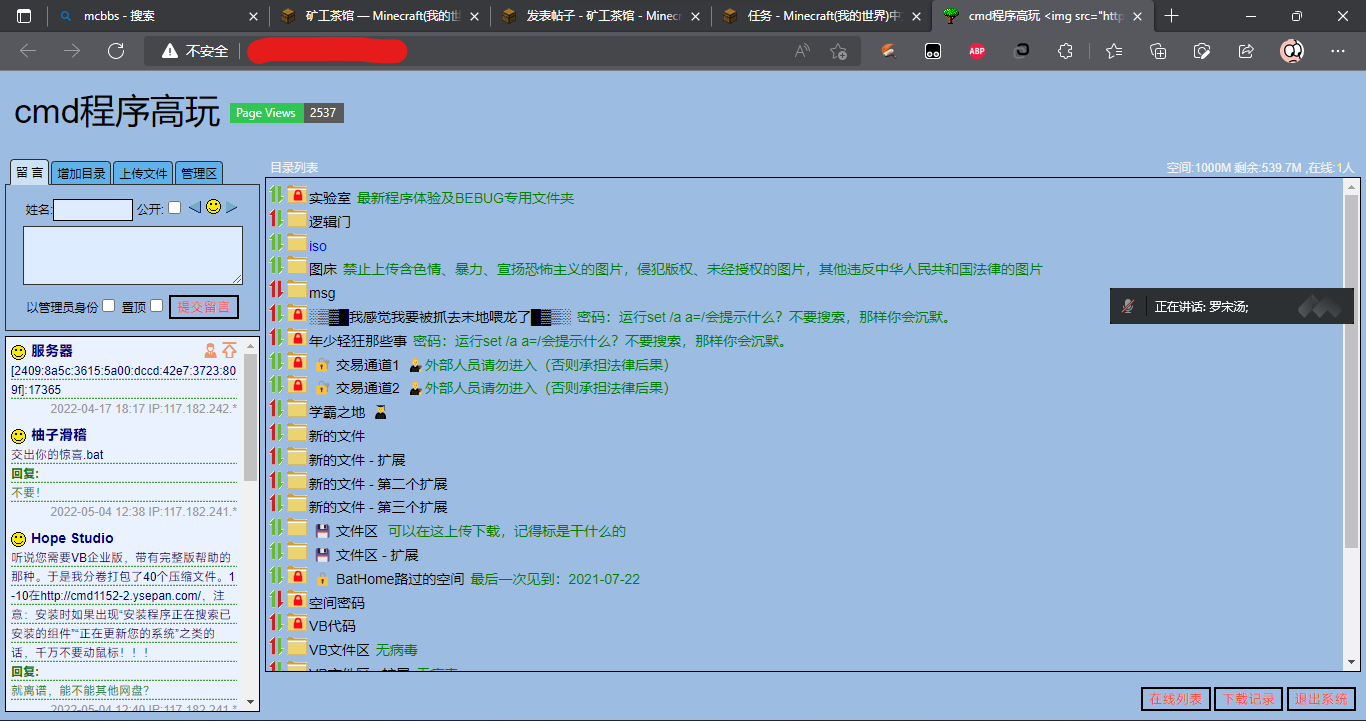 mcbbs - 搜索
矿工茶馆 — Minecraft(我的世
发表帖子 - 矿工茶馆 - Minec
任务 - Minecraft(我的世界)中
cmd程序高玩 <img src="http
不安全
ABP
cmd程序高玩
Page Views 2537
留 言 增加目录 上传文件 管理区
姓名: 公开:
以管理员身份 置顶 提交留言
服务器
[2409:8a5c:3615:5a00:dccd:42e7:3723:80
9f]:17365
2022-04-17 18:17 IP:117.182.242.*
柚子滑稽
交出你的惊喜.bat
回复:
不要!
2022-05-04 12:38 IP:117.182.241.*
Hope Studio
听说您需要VB企业版，带有完整版帮助的
那种。于是我分卷打包了40个压缩文件。1
-10在http://cmd1152-2.ysepan.com/，注
意：安装时如果出现“安装程序正在搜索已
安装的组件”“正在更新您的系统”之类的
话，千万不要动鼠标！！！
回复:
就离谱，能不能其他网盘?
2022-05-04 12:40 IP:117.182.241.*
目录列表
空间:1000M 剩余:539.7M ,在线:1人
实验室 最新程序体验及BEBUG专用文件夹
逻辑门
iso
图床 禁止上传含色情、暴力、宣扬恐怖主义的图片，侵犯版权、未经授权的图片，其他违反中华人民共和国法律的图片
msg
░▒▓█我感觉我要被抓去末地喂龙了█▓▒░ 密码：运行set /a a=/会提示什么？不要搜索，那样你会沉默。
年少轻狂那些事 密码：运行set /a a=/会提示什么？不要搜索，那样你会沉默。
交易通道1 外部人员请勿进入（否则承担法律后果）
交易通道2 外部人员请勿进入（否则承担法律后果）
学霸之地
新的文件
新的文件 - 扩展
新的文件 - 第二个扩展
新的文件 - 第三个扩展
文件区 可以在这上传下载，记得标是干什么的
文件区 - 扩展
BatHome路过的空间 最后一次见到：2021-07-22
空间密码
VB代码
VB文件区 无病毒
VB文件区 - 扩展 无病毒
正在讲话: 罗宋汤;
在线列表 下载记录 退出系统